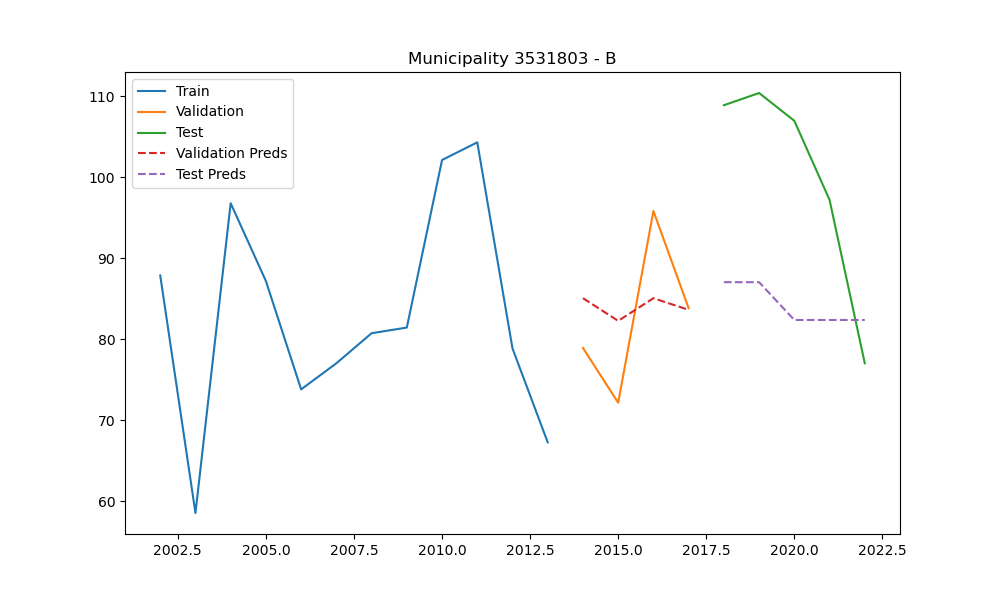 Municipality 3531803 - B
Train
Validation
Test
Validation Preds
Test Preds
110
100
90
80
70
60
2002.5 2005.0 2007.5 2010.0 2012.5 2015.0 2017.5 2020.0 2022.5